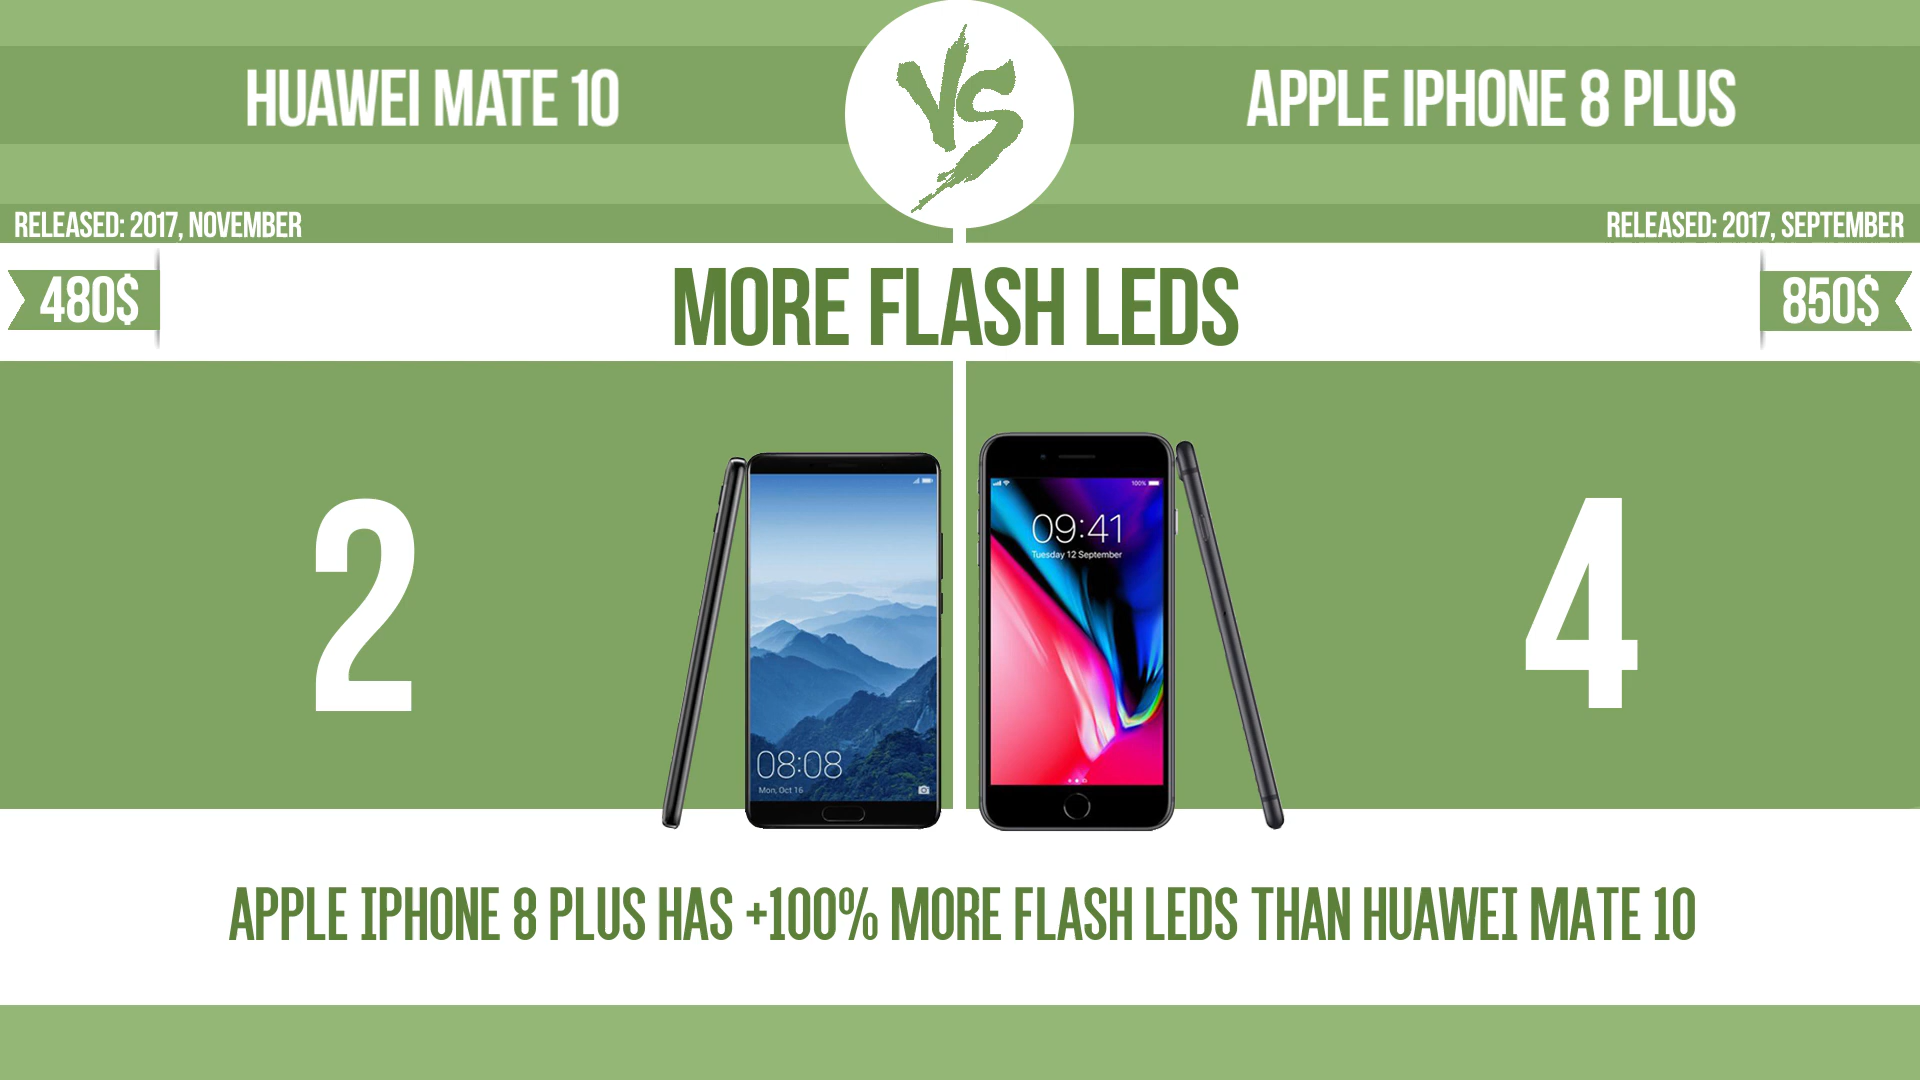 HUAWEI MATE 10
VS
APPLE IPHONE 8 PLUS
RELEASED: 2017, NOVEMBER
RELEASED: 2017, SEPTEMBER
480$
MORE FLASH LEDS
850$
2
08:08
Mon, Oct 16
100%
09:41
Tuesday 12 September
4
APPLE IPHONE 8 PLUS HAS +100% MORE FLASH LEDS THAN HUAWEI MATE 10